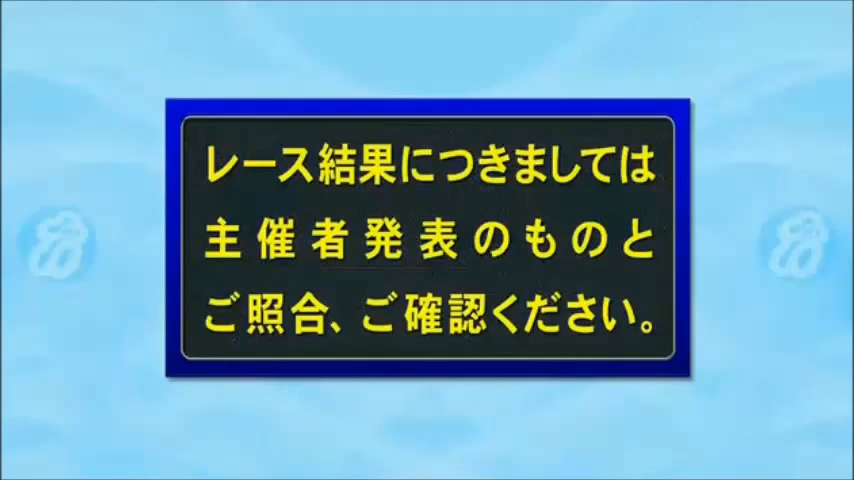 レース結果につきましては
主催者発表のものと
ご照合、ご確認ください。